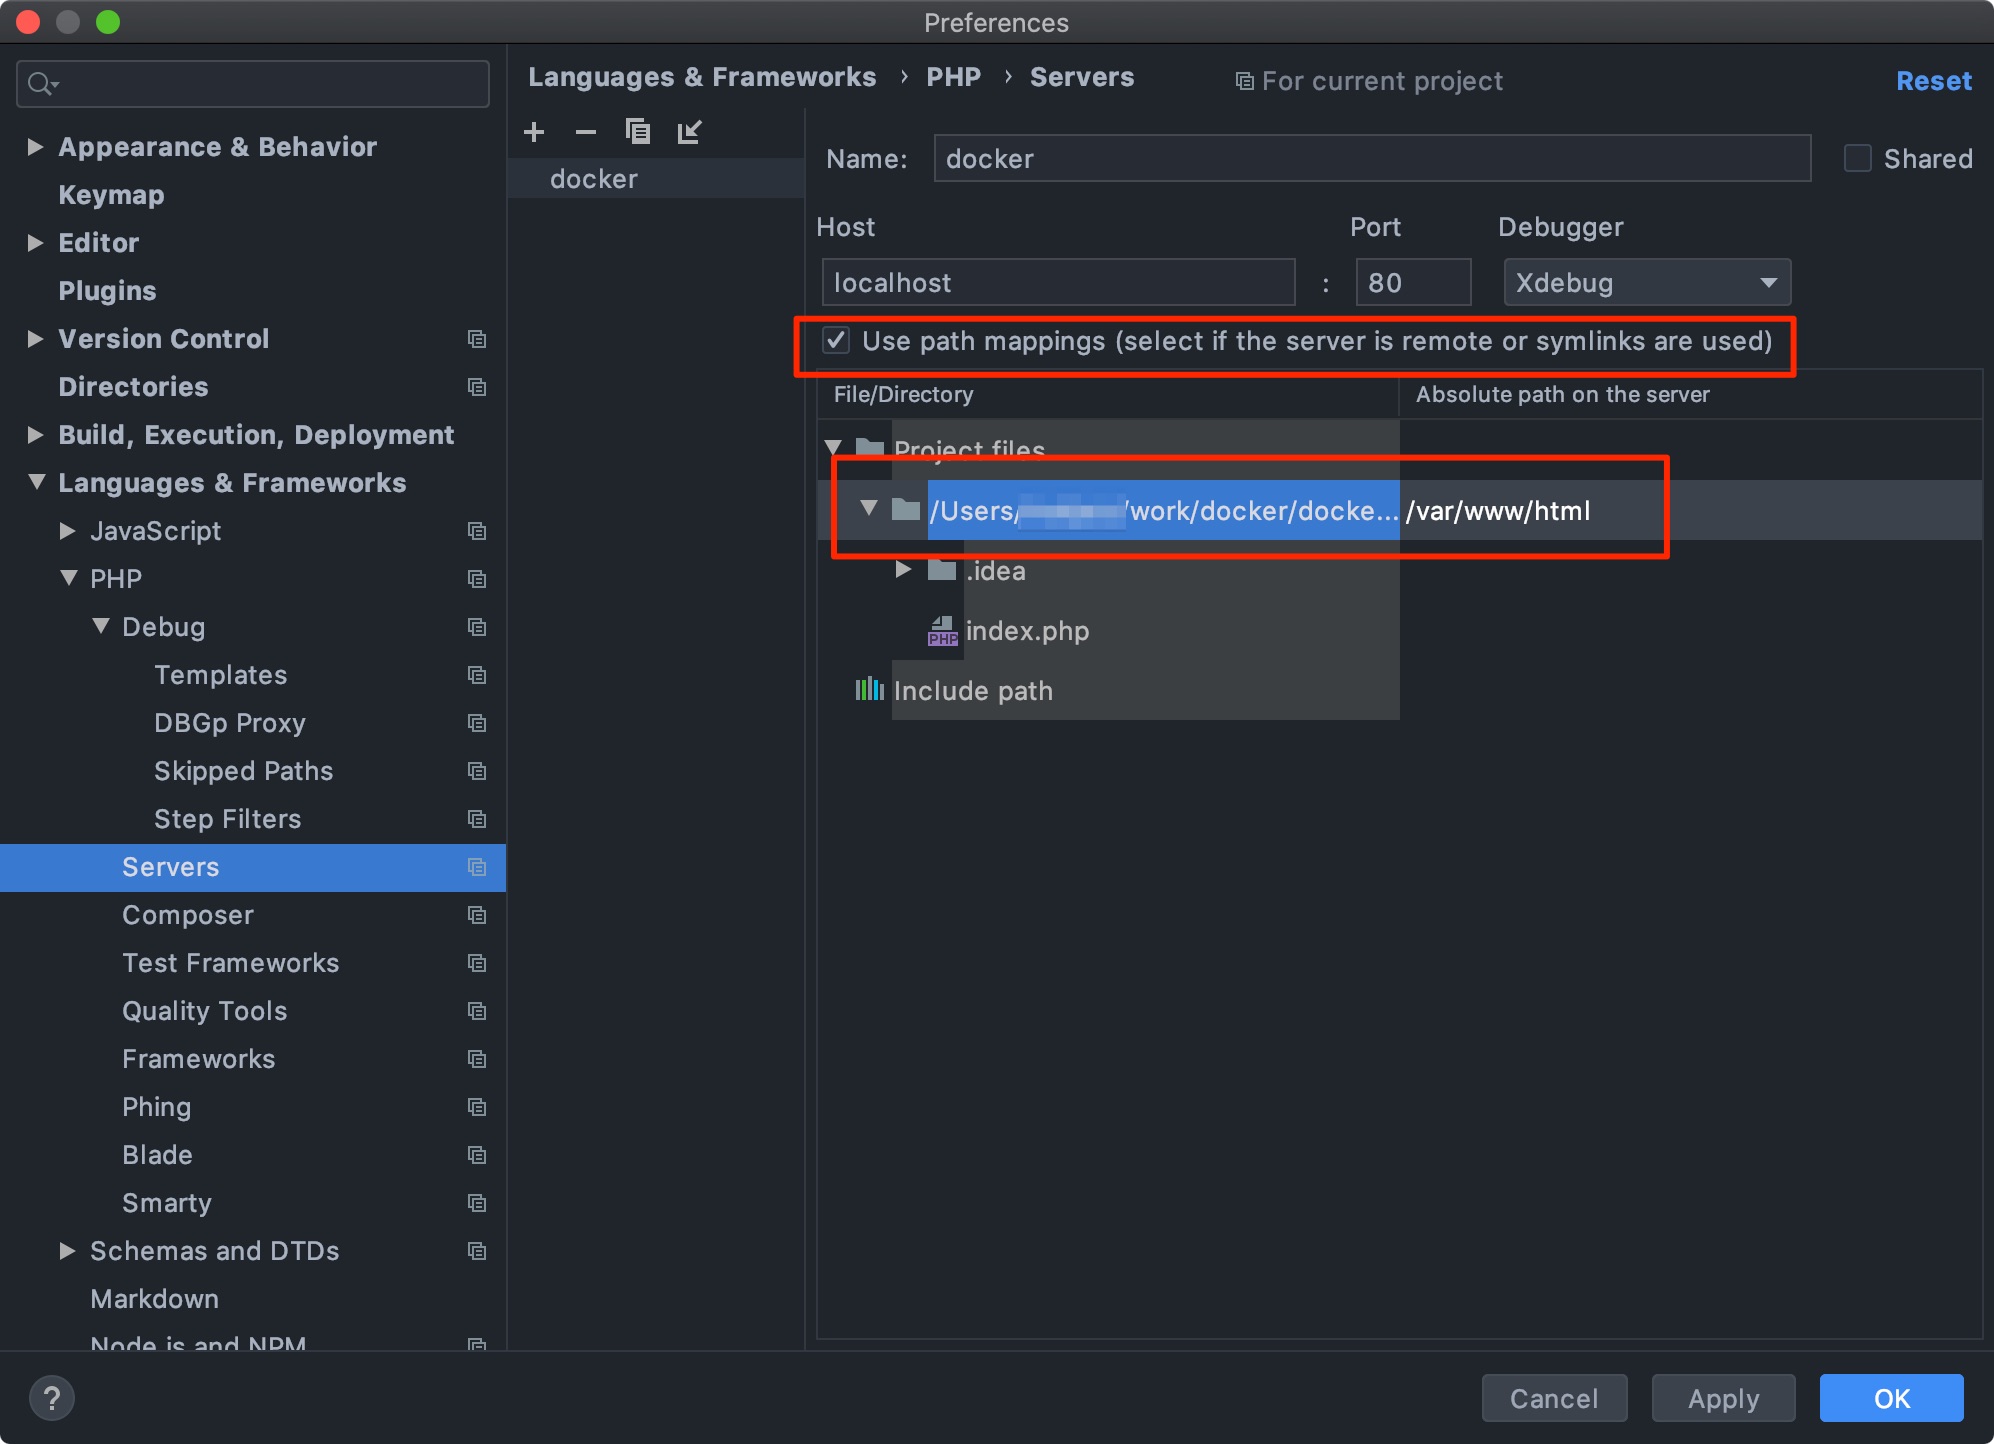 Preferences
Languages & Frameworks › PHP › Servers
For current project
Reset
Appearance & Behavior
Keymap
Editor
Plugins
Version Control
Directories
Build, Execution, Deployment
Languages & Frameworks
JavaScript
PHP
Debug
Templates
DBGp Proxy
Skipped Paths
Step Filters
Servers
Composer
Test Frameworks
Quality Tools
Frameworks
Phing
Blade
Smarty
Schemas and DTDs
Markdown
Node.js and NPM
docker
Name: docker
Shared
Host Port Debugger
localhost : 80 Xdebug
Use path mappings (select if the server is remote or symlinks are used)
File/Directory Absolute path on the server
Project files
/Users/ /work/docker/docke... /var/www/html
.idea
PHP index.php
Include path
?
Cancel Apply OK